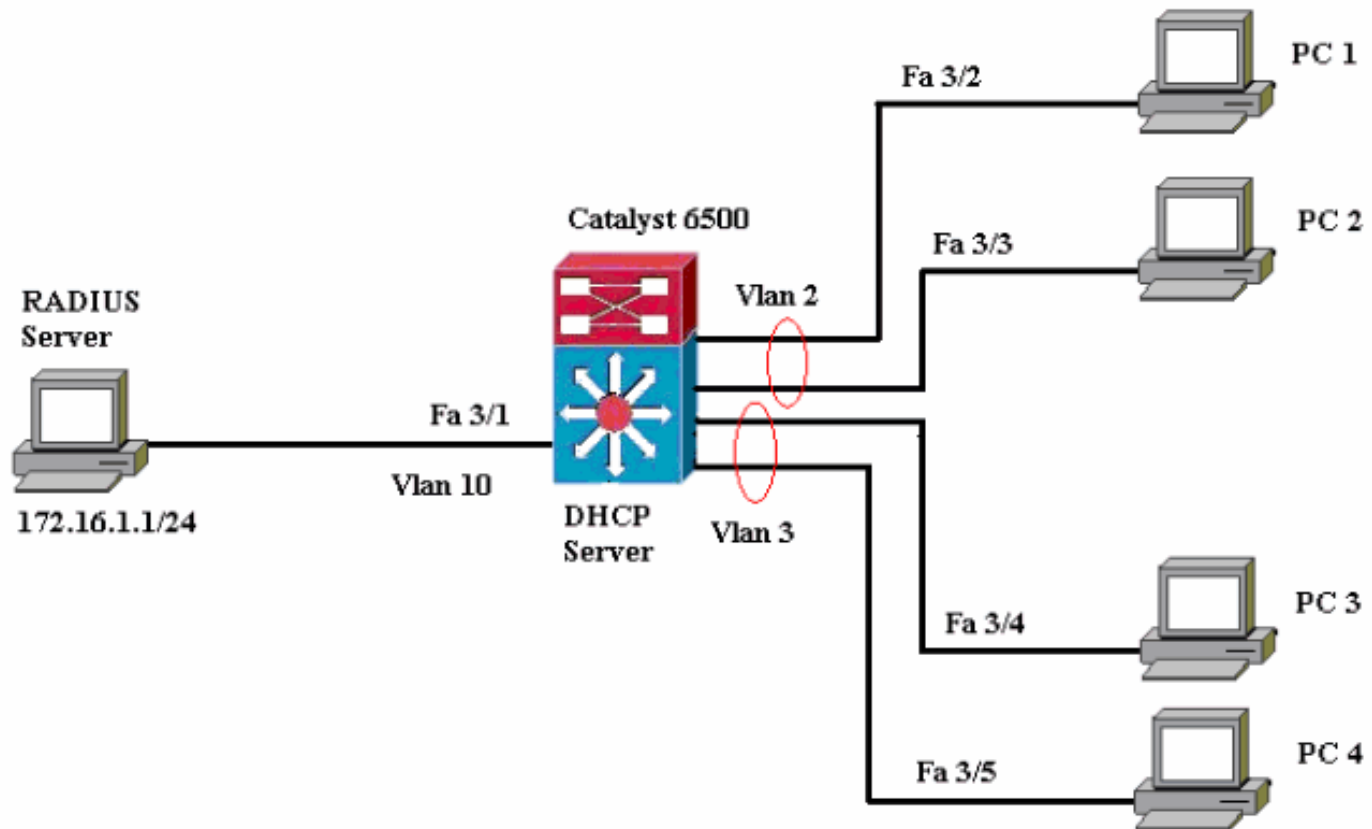 PC 1
Fa 3/2
PC 2
Catalyst 6500
Fa 3/3
Vlan 2
RADIUS
Server
Fa 3/1
Vlan 10
172.16.1.1/24
DHCP
Server
Vlan 3
PC 3
Fa 3/4
PC 4
Fa 3/5